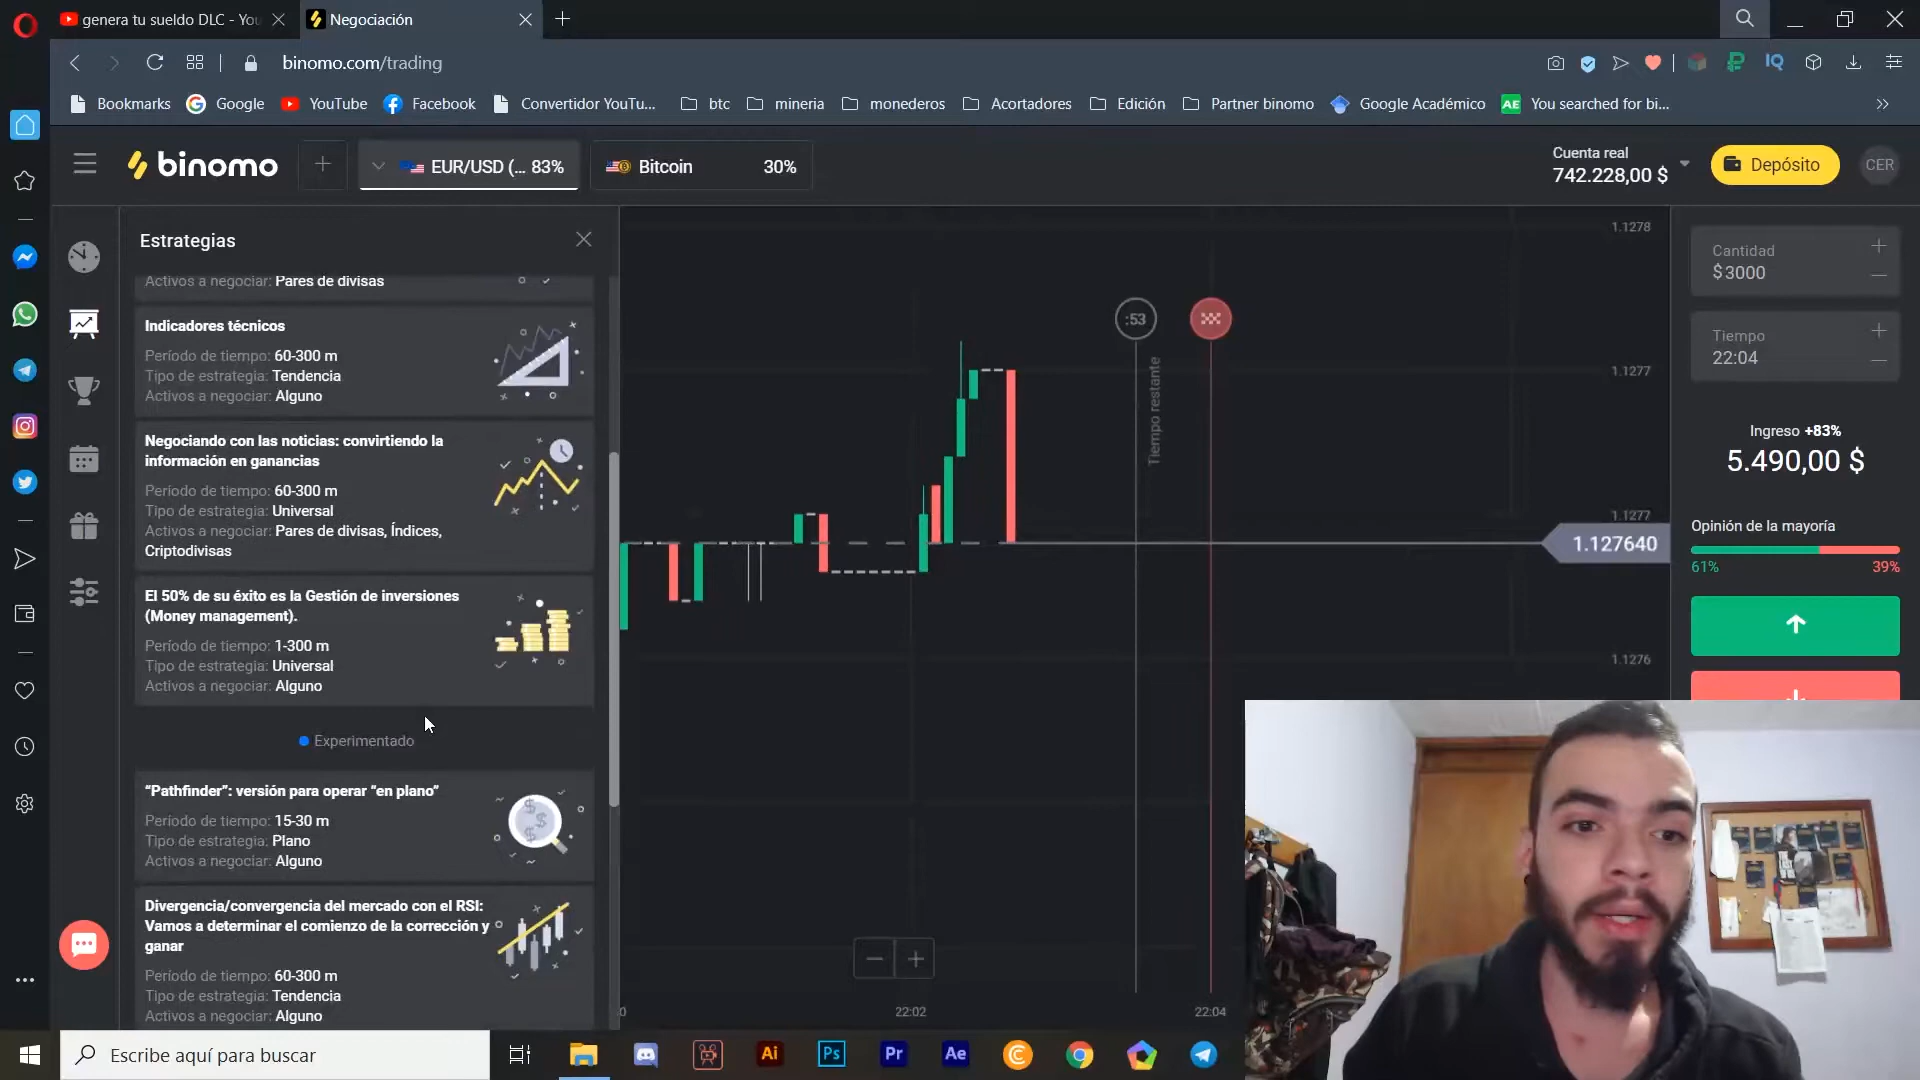 genera tu sueldo DLC - You
Negociación
binomo.com/trading
Bookmarks
Google
YouTube
Facebook
Convertidor YouTu...
btc
mineria
monederos
Acortadores
Edición
Partner binomo
Google Académico
AE
You searched for bi...
binomo
EUR/USD (... 83%
Bitcoin 30%
Cuenta real
742.228,00 $
Depósito
CER
Estrategias
Activos a negociar: Pares de divisas
Indicadores técnicos
Período de tiempo: 60-300 m
Tipo de estrategia: Tendencia
Activos a negociar: Alguno
Negociando con las noticias: convirtiendo la
información en ganancias
Período de tiempo: 60-300 m
Tipo de estrategia: Universal
Activos a negociar: Pares de divisas, Índices,
Criptodivisas
El 50% de su éxito es la Gestión de inversiones
(Money management).
Período de tiempo: 1-300 m
Tipo de estrategia: Universal
Activos a negociar: Alguno
Experimentado
“Pathfinder”: versión para operar “en plano”
Período de tiempo: 15-30 m
Tipo de estrategia: Plano
Activos a negociar: Alguno
Divergencia/convergencia del mercado con el RSI:
Vamos a determinar el comienzo de la corrección y
ganar
Período de tiempo: 60-300 m
Tipo de estrategia: Tendencia
Activos a negociar: Alguno
:53
Tiempo restante
1.1278
1.1277
1.1277
1.127640
1.1276
0
22:02
22:04
Cantidad
$3000
Tiempo
22:04
Ingreso +83%
5.490,00 $
Opinión de la mayoría
61%
39%
Escribe aquí para buscar
Ai
Ps
Pr
Ae